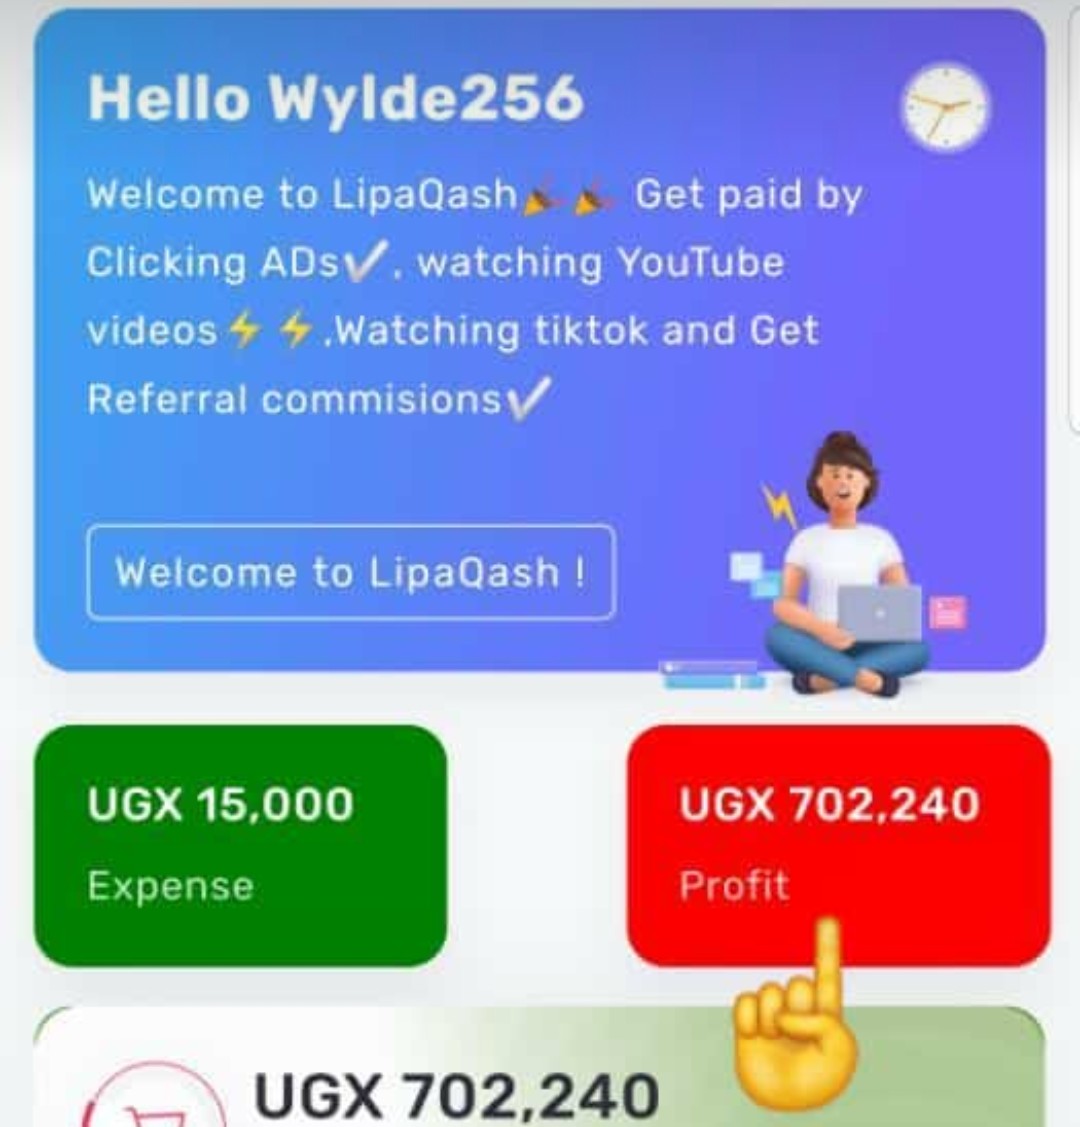 Hello Wylde256
Welcome to LipaQash🎉🎉 Get paid by
Clicking ADs✔, watching YouTube
videos⚡⚡,Watching tiktok and Get
Referral commisions✔
Welcome to LipaQash !
UGX 15,000
UGX 702,240
Expense
Profit
UGX 702,240